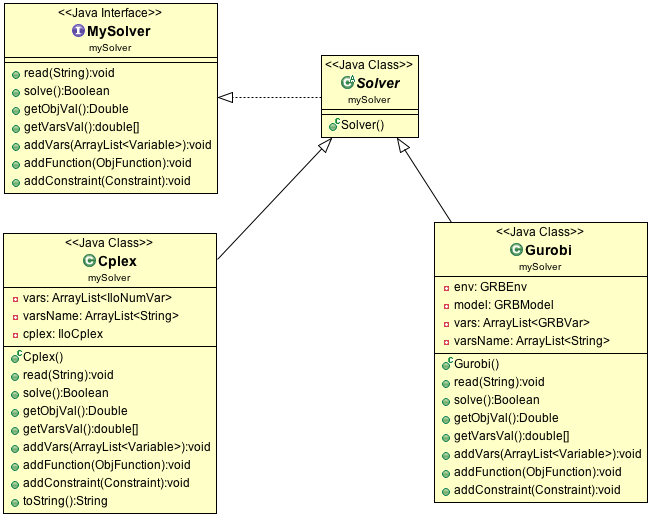 <<Java Interface>>
MySolver
mySolver
read(String):void
solve():Boolean
getObjVal():Double
getVarsVal():double[]
addVars(ArrayList<Variable>):void
addFunction(ObjFunction):void
addConstraint(Constraint):void
<<Java Class>>
Solver
mySolver
Solver()
<<Java Class>>
Cplex
mySolver
vars: ArrayList<IloNumVar>
varsName: ArrayList<String>
cplex: IloCplex
Cplex()
read(String):void
solve():Boolean
getObjVal():Double
getVarsVal():double[]
addVars(ArrayList<Variable>):void
addFunction(ObjFunction):void
addConstraint(Constraint):void
toString():String
<<Java Class>>
Gurobi
mySolver
env: GRBEnv
model: GRBModel
vars: ArrayList<GRBVar>
varsName: ArrayList<String>
Gurobi()
read(String):void
solve():Boolean
getObjVal():Double
getVarsVal():double[]
addVars(ArrayList<Variable>):void
addFunction(ObjFunction):void
addConstraint(Constraint):void